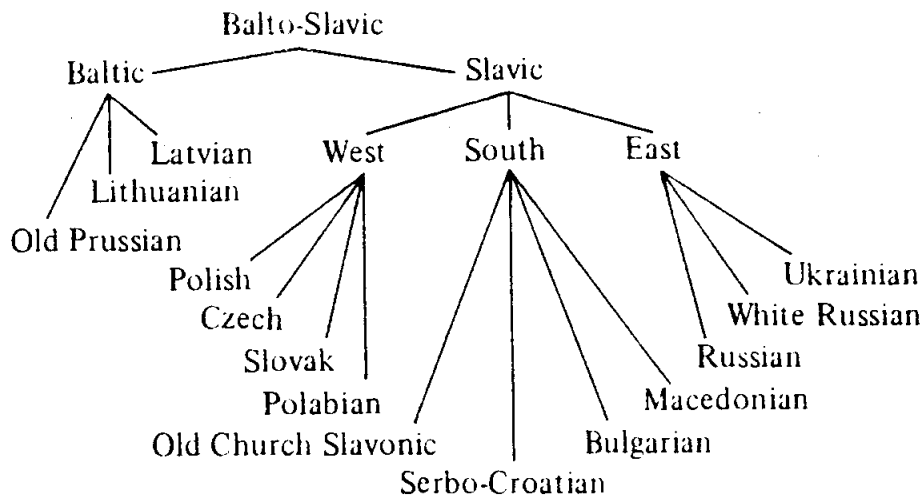 Balto-Slavic
Baltic
Slavic
Latvian
Lithuanian
Old Prussian
West
South
East
Polish
Czech
Slovak
Polabian
Old Church Slavonic
Serbo-Croatian
Bulgarian
Macedonian
Russian
White Russian
Ukrainian